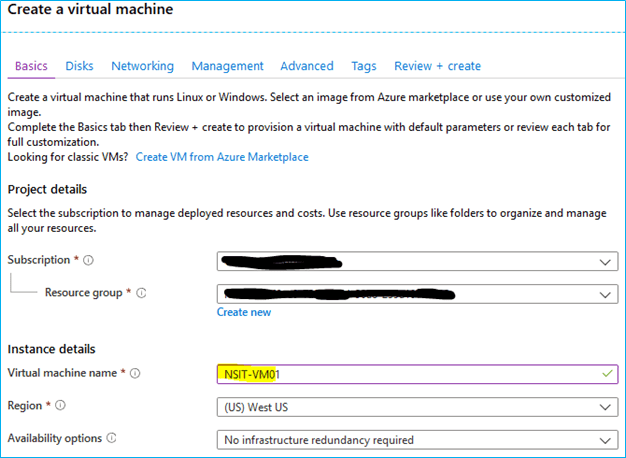 Create a virtual machine
Basics Disks Networking Management Advanced Tags Review + create
Create a virtual machine that runs Linux or Windows. Select an image from Azure marketplace or use your own customized
image.
Complete the Basics tab then Review + create to provision a virtual machine with default parameters or review each tab for
full customization.
Looking for classic VMs? Create VM from Azure Marketplace
Project details
Select the subscription to manage deployed resources and costs. Use resource groups like folders to organize and manage
all your resources.
Subscription *
Resource group *
Create new
Instance details
Virtual machine name * NSIT-VM01
Region * (US) West US
Availability options No infrastructure redundancy required